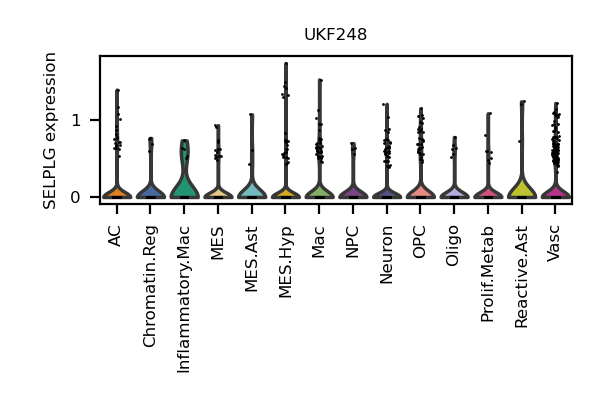 UKF248
SELPLG expression
1
0
AC
Chromatin.Reg
Inflammatory.Mac
MES
MES.Ast
MES.Hyp
Mac
NPC
Neuron
OPC
Oligo
Prolif.Metab
Reactive.Ast
Vasc